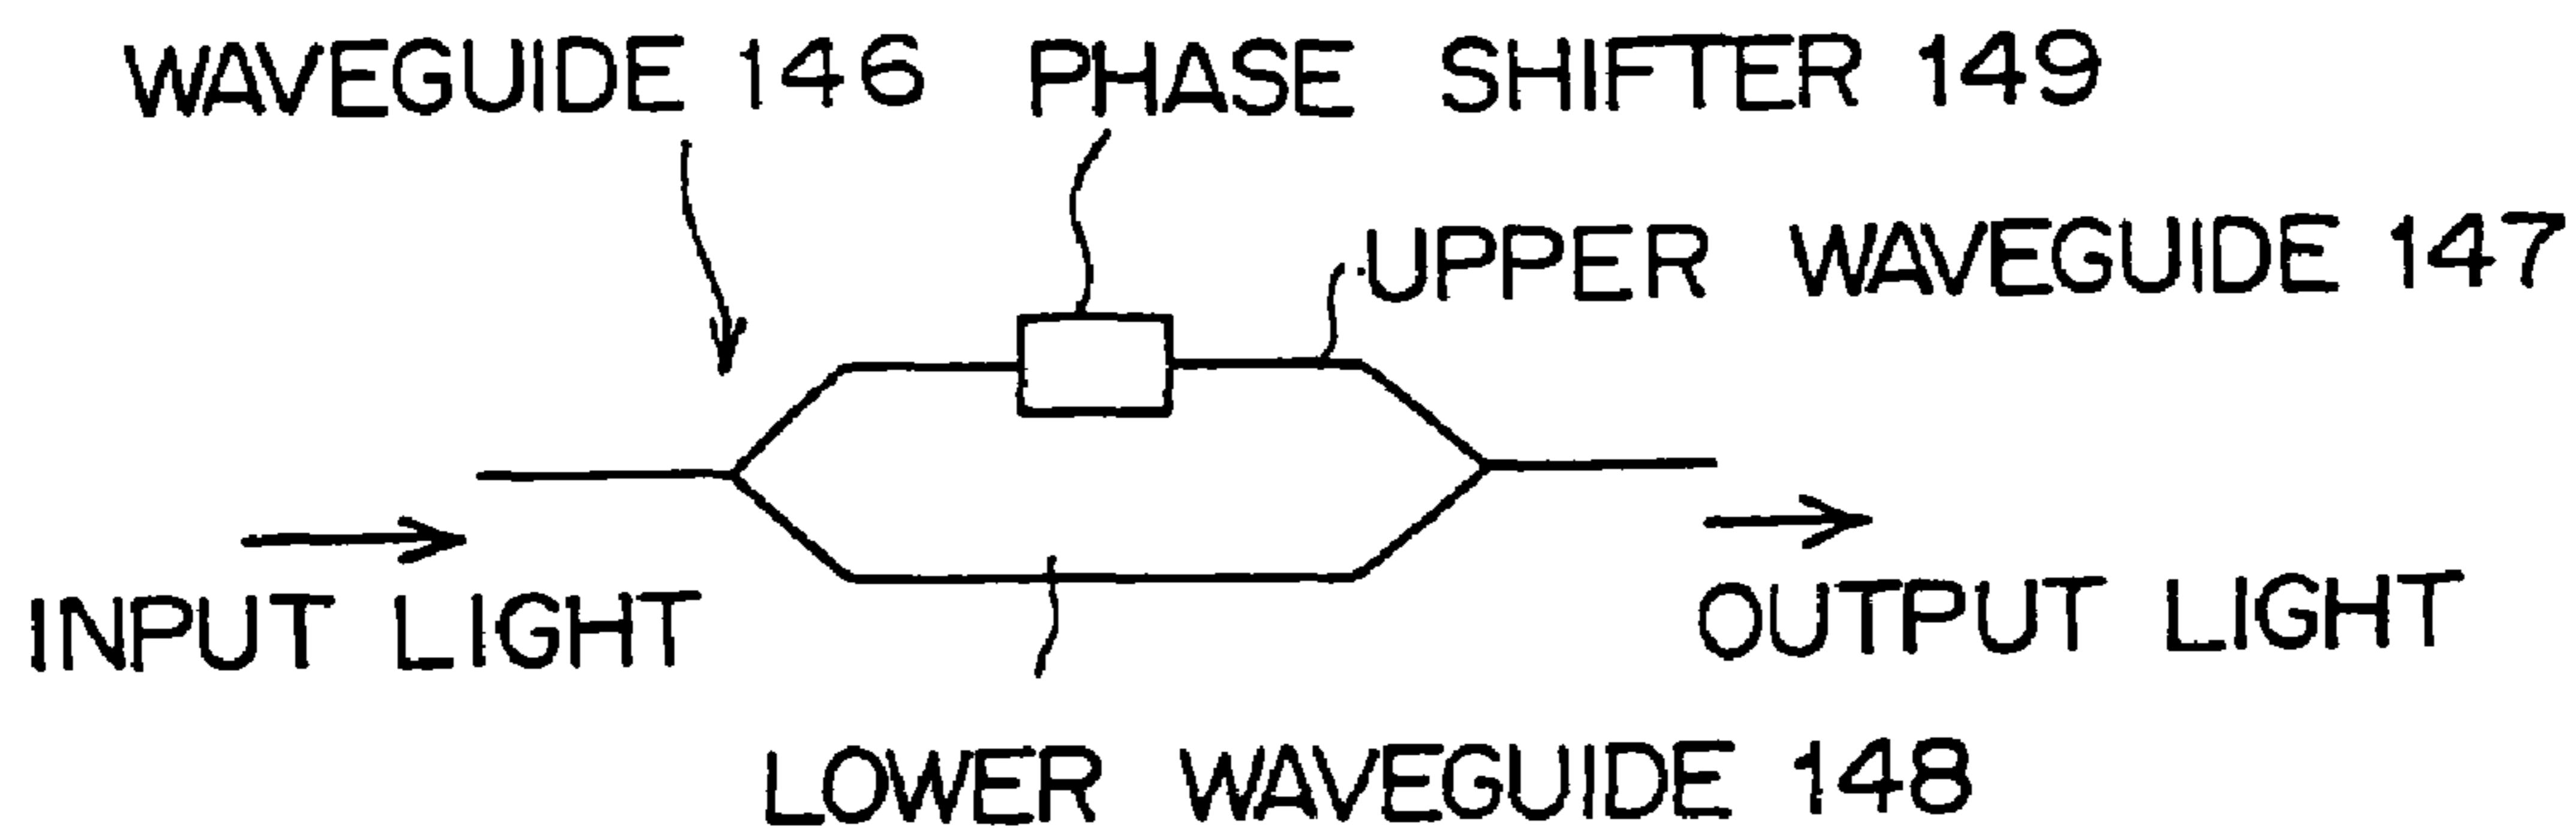 WAVEGUIDE 146 PHASE SHIFTER 149
UPPER WAVEGUIDE 147
INPUT LIGHT
OUTPUT LIGHT
LOWER WAVEGUIDE 148